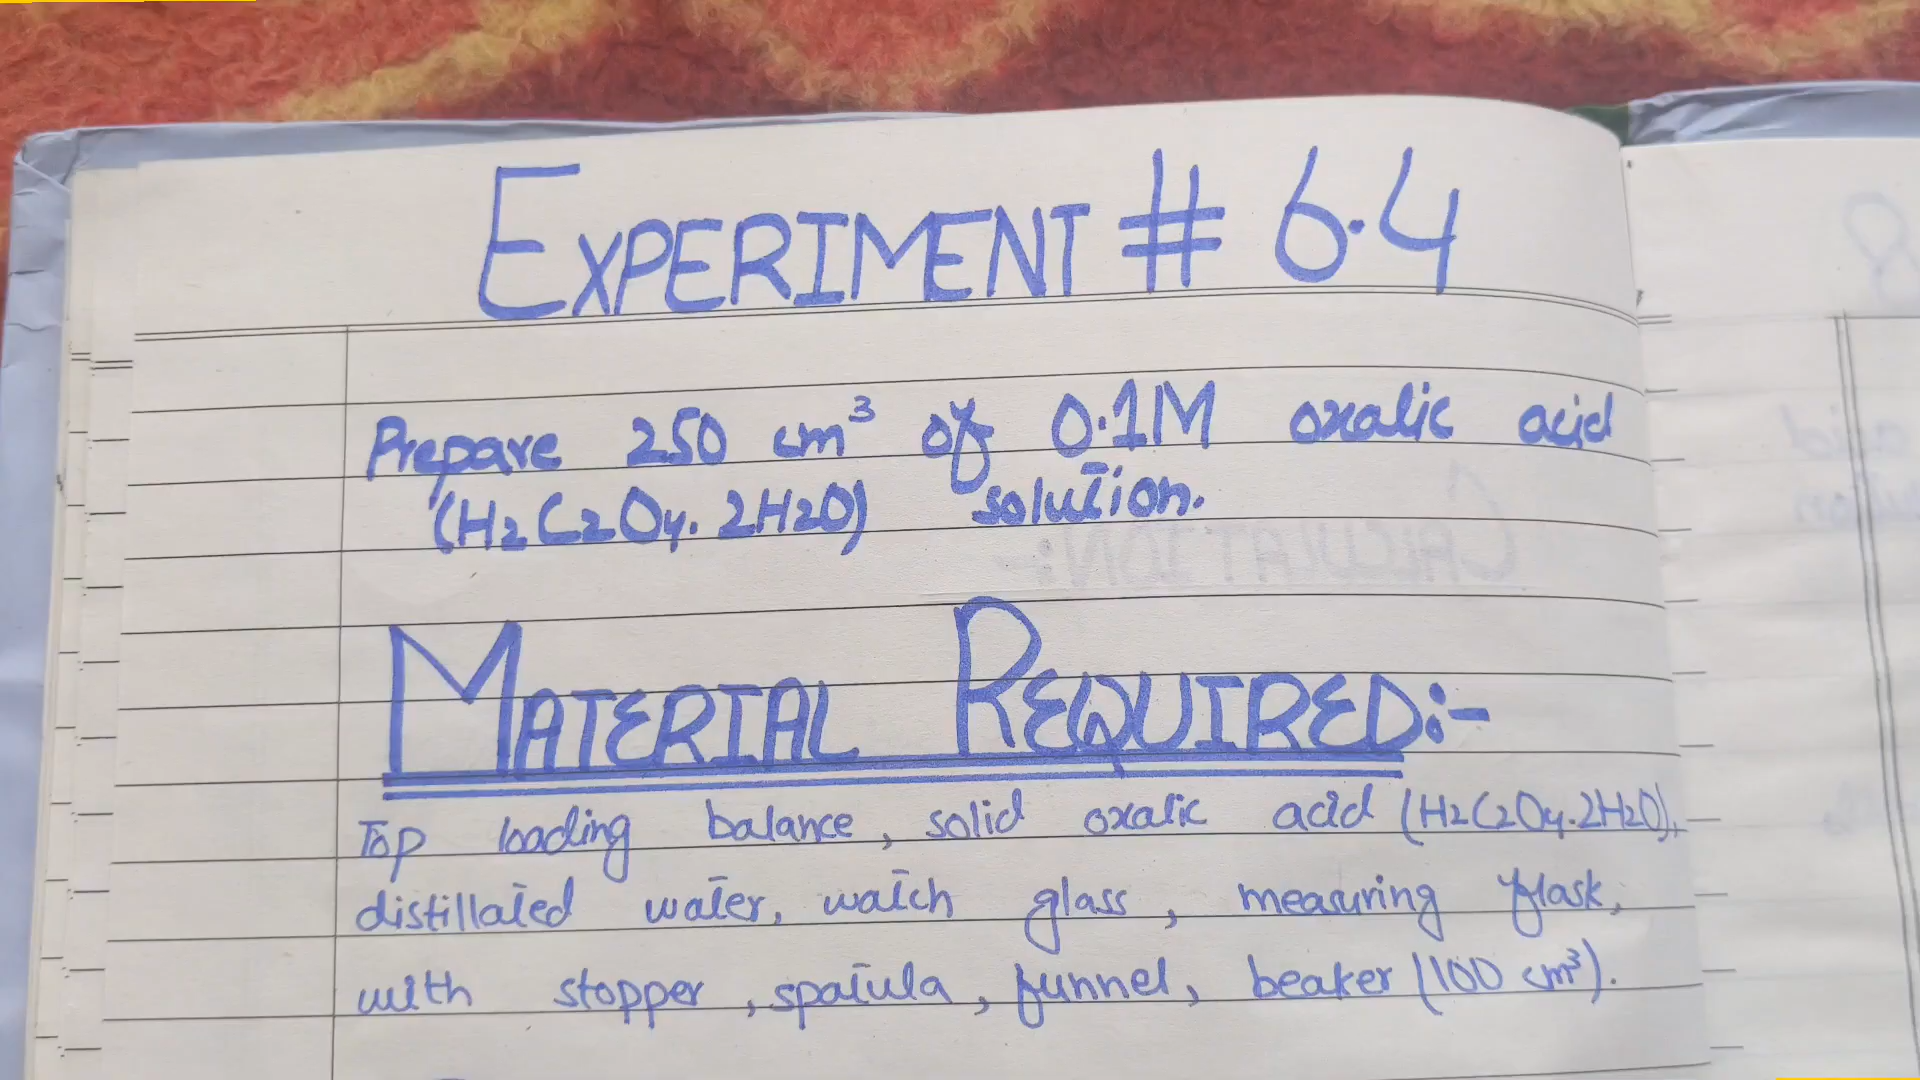 EXPERIMENT # 6.4
Prepare 250 cm³ of 0.1M oxalic acid
(H2C2O4. 2H2O) solution.
MATERIAL REQUIRED:-
Top loading balance, solid oxalic acid (H2C2O4.2H2O),
distillated water, watch glass, measuring flask,
with stopper, spatula, funnel, beaker (100 cm³).